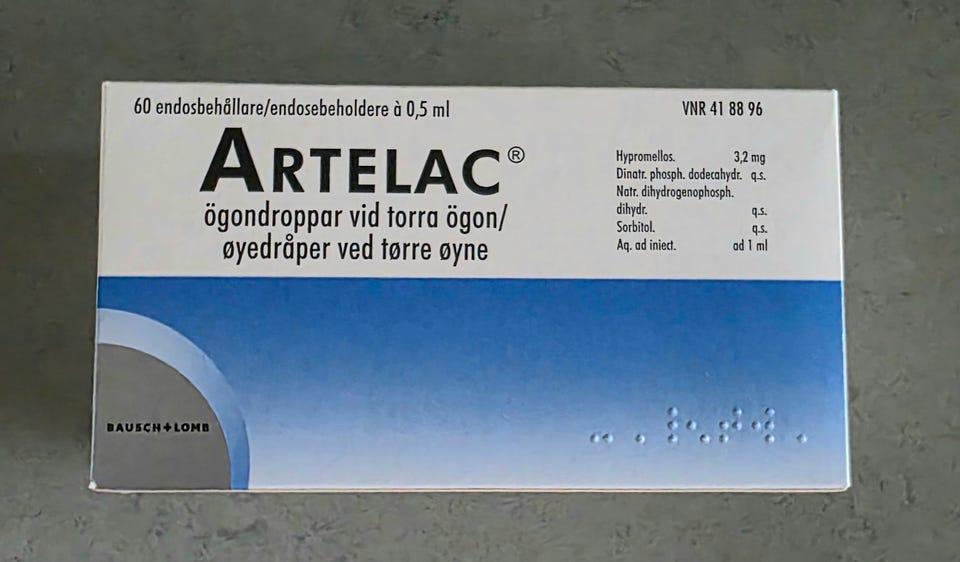 60 endosbehållare/endosebeholdere à 0,5 ml
VNR 41 88 96
ARTELAC®
ögondroppar vid torra ögon/
øyedråper ved tørre øyne
Hypromellos. 3,2 mg
Dinatr. phosph. dodecahydr. q.s.
Natr. dihydrogenophosph.
dihydr. q.s.
Sorbitol. q.s.
Aq. ad iniect. ad 1 ml
BAUSCH+LOMB